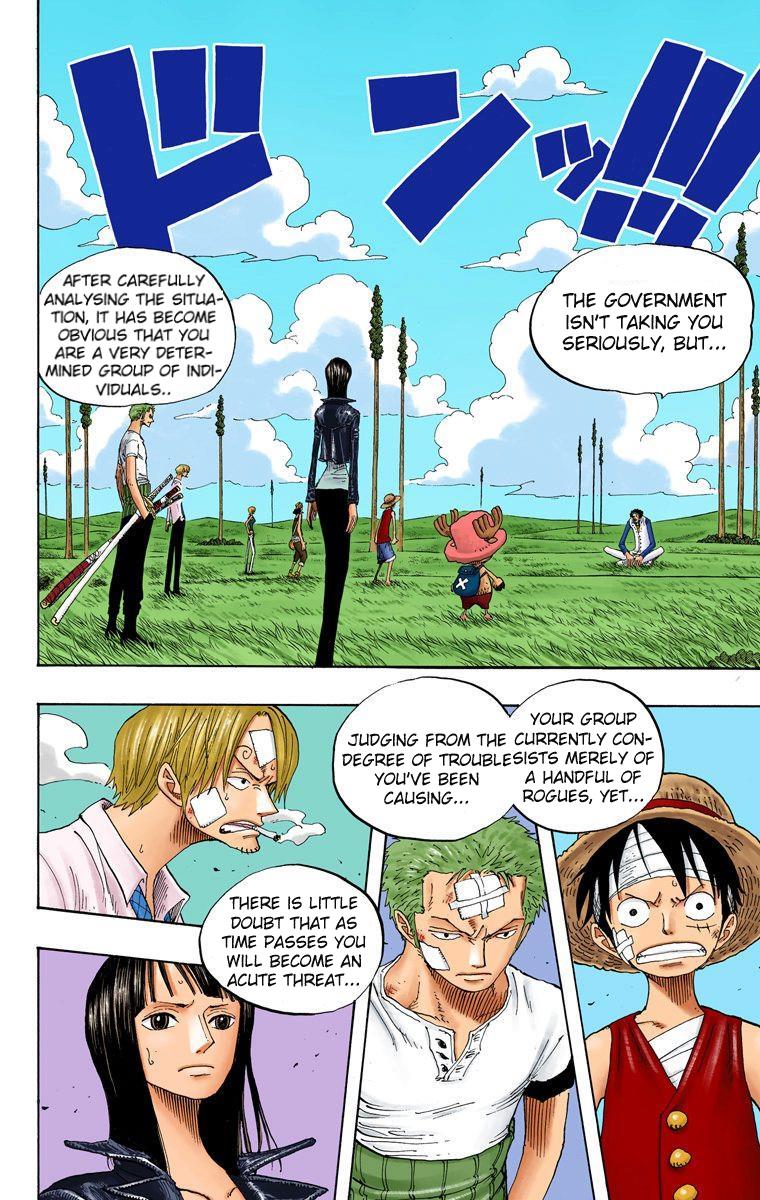 ドンッ!!!
THE GOVERNMENT
ISN'T TAKING YOU
SERIOUSLY, BUT...
AFTER CAREFULLY
ANALYSING THE SITUA-
TION, IT HAS BECOME
OBVIOUS THAT YOU
ARE A VERY DETER-
MINED GROUP OF INDI-
VIDUALS..
YOUR GROUP
CURRENTLY CON-
SISTS MERELY OF
A HANDFUL OF
ROGUES, YET...
JUDGING FROM THE
DEGREE OF TROUBLE
YOU'VE BEEN
CAUSING...
THERE IS LITTLE
DOUBT THAT AS
TIME PASSES YOU
WILL BECOME AN
ACUTE THREAT...